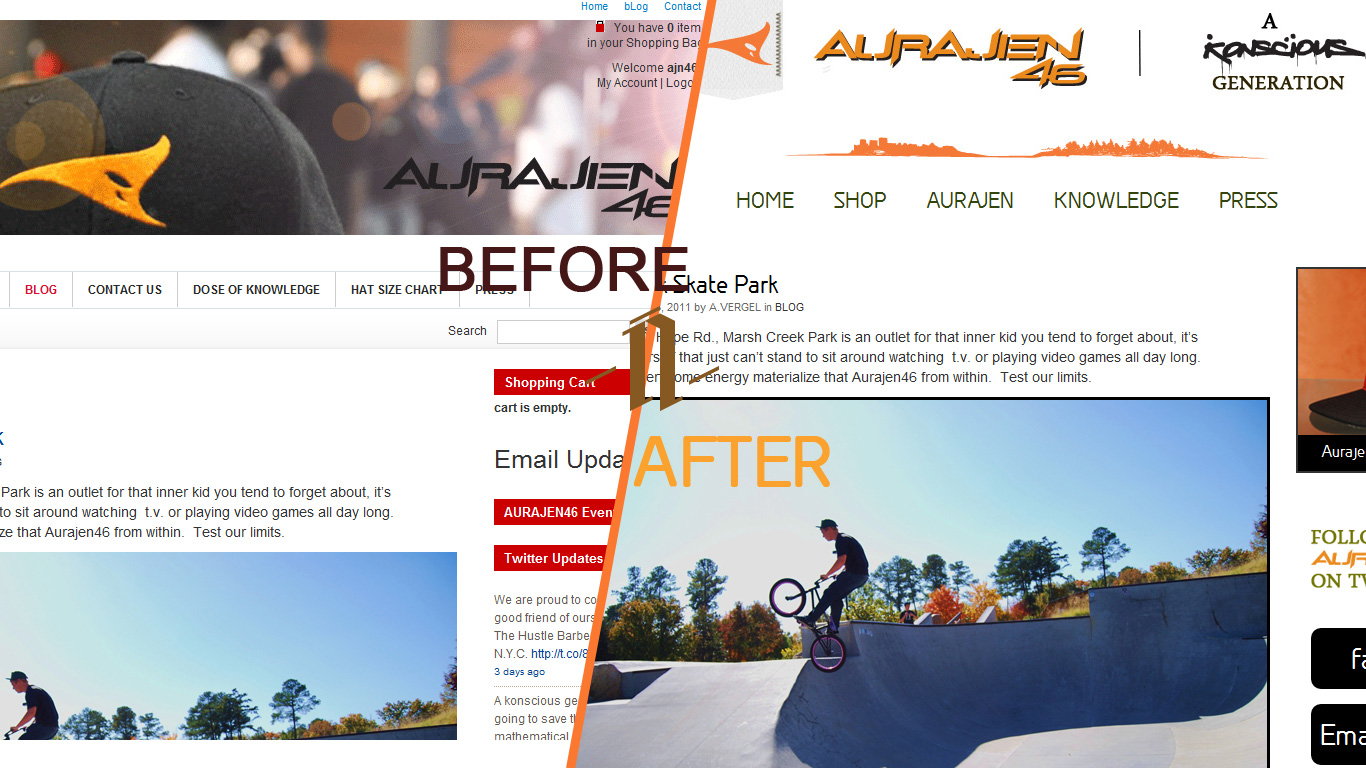 Home bLog Contact
You have 0 item
in your Shopping Bag
Welcome ajn46
My Account | Logo
AURAJIEN
46
BLOG CONTACT US DOSE OF KNOWLEDGE HAT SIZE CHART PRESS
Search
Shopping Cart
cart is empty.
Email Upda
Park is an outlet for that inner kid you tend to forget about, it's
to sit around watching t.v. or playing video games all day long.
ze that Aurajen46 from within. Test our limits.
AURAJEN46 Even
Twitter Updates
We are proud to co
good friend of ours
The Hustle Barbe
N.Y.C. http://t.co/8
3 days ago
A konscious ge
going to save th
mathematical
BEFORE
n
AFTER
AURAJIEN
46
A
KONSCIOUS
GENERATION
HOME SHOP AURAJEN KNOWLEDGE PRESS
Skate Park
, 2011 by A.VERGEL in BLOG
Hope Rd., Marsh Creek Park is an outlet for that inner kid you tend to forget about, it's
that just can't stand to sit around watching t.v. or playing video games all day long.
some energy materialize that Aurajen46 from within. Test our limits.
Auraje
FOLLO
AURAJ
ON TW
fa
Ema